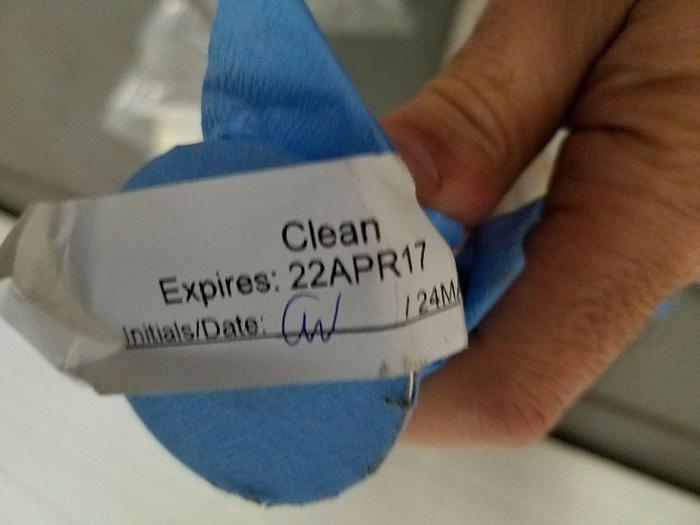 Clean
Expires: 22APR17
Initials/Date: CW / 24MA